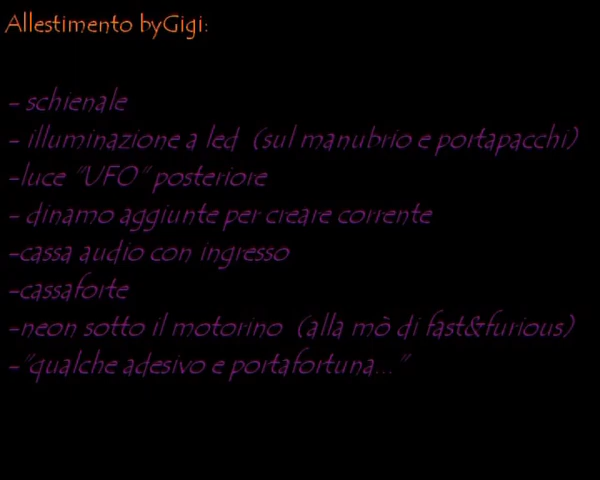 Allestimento byGigi:
- schienale
- illuminazione a led (sul manubrio e portapacchi)
-luce "UFO" posteriore
- dinamo aggiunte per creare corrente
-cassa audio con ingresso
-cassaforte
-neon sotto il motorino (alla mò di fast&furious)
-"qualche adesivo e portafortuna..."